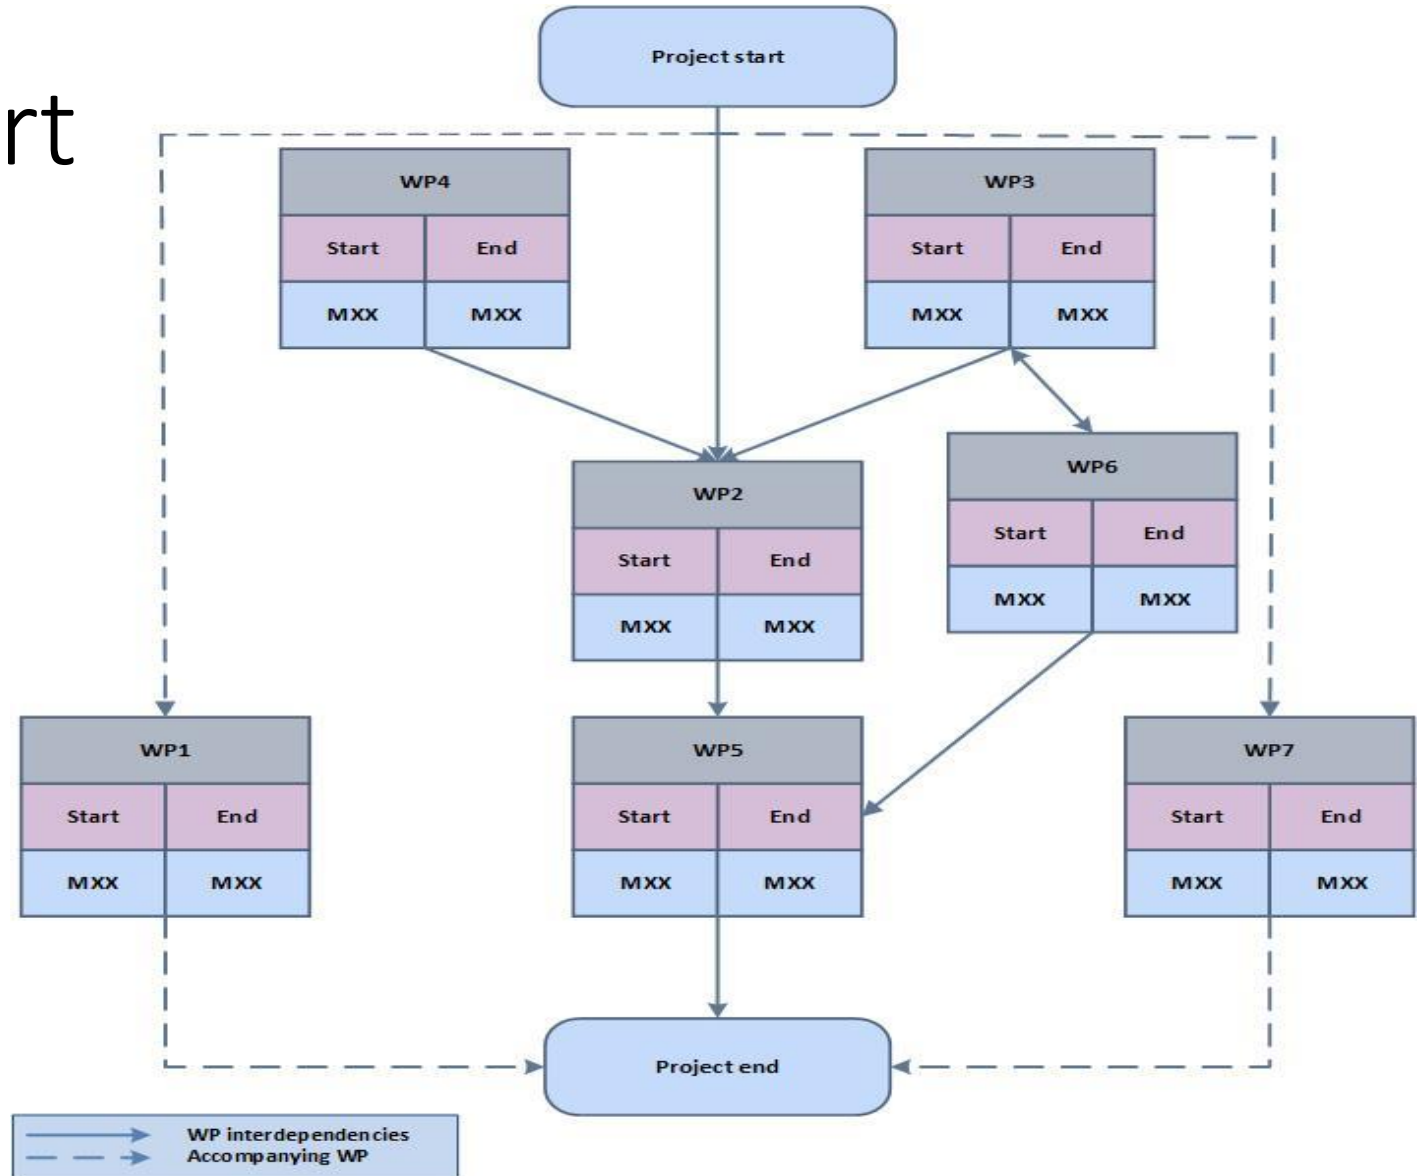 Project start
rt
WP4
WP3
Start End
Start End
MXX MXX
MXX MXX
WP6
WP2
Start End
Start End
MXX MXX
MXX MXX
WP1
WP5
WP7
Start End
Start End
Start End
MXX MXX
MXX MXX
MXX MXX
Project end
WP interdependencies
Accompanying WP